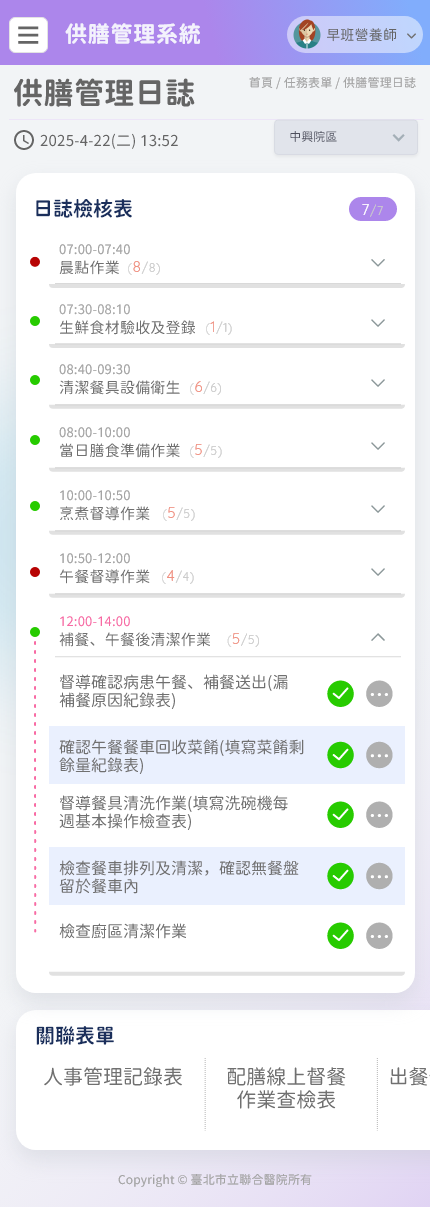 供膳管理系統
早班營養師
供膳管理日誌
首頁 / 任務表單 / 供膳管理日誌
2025-4-22(二) 13:52
中興院區
日誌檢核表
7/7
07:00-07:40
晨點作業 (8/8)
07:30-08:10
生鮮食材驗收及登錄 (1/1)
08:40-09:30
清潔餐具設備衛生 (6/6)
08:00-10:00
當日膳食準備作業 (5/5)
10:00-10:50
烹煮督導作業 (5/5)
10:50-12:00
午餐督導作業 (4/4)
12:00-14:00
補餐、午餐後清潔作業 (5/5)
督導確認病患午餐、補餐送出(漏
補餐原因紀錄表)
確認午餐餐車回收菜餚(填寫菜餚剩
餘量紀錄表)
督導餐具清洗作業(填寫洗碗機每
週基本操作檢查表)
檢查餐車排列及清潔，確認無餐盤
留於餐車內
檢查廚區清潔作業
關聯表單
人事管理記錄表
配膳線上督餐
作業查檢表
出餐
Copyright © 臺北市立聯合醫院所有